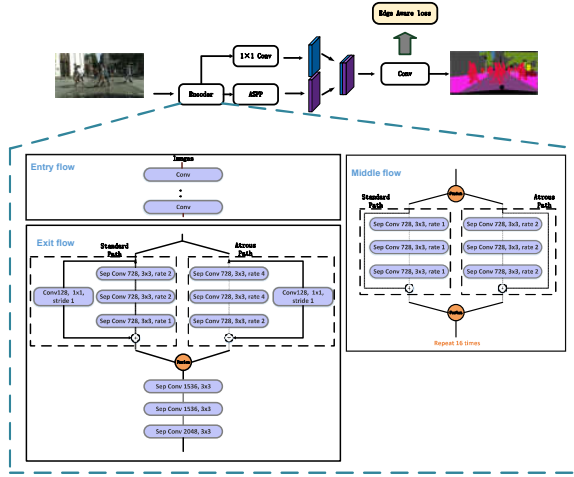 Edge Aware loss
1×1 Conv
Encoder
ASPP
Conv
Entry flow
Images
Conv
Conv
Exit flow
Standard Path
Atrous Path
Conv128, 1x1, stride 1
Sep Conv 728, 3x3, rate 2
Sep Conv 728, 3x3, rate 2
Sep Conv 728, 3x3, rate 1
Sep Conv 728, 3x3, rate 4
Sep Conv 728, 3x3, rate 4
Sep Conv 728, 3x3, rate 2
Conv128, 1x1, stride 1
Fusion
Sep Conv 1536, 3x3
Sep Conv 1536, 3x3
Sep Conv 2048, 3x3
Middle flow
Fusion
Standard Path
Atrous Path
Sep Conv 728, 3x3, rate 1
Sep Conv 728, 3x3, rate 1
Sep Conv 728, 3x3, rate 1
Sep Conv 728, 3x3, rate 2
Sep Conv 728, 3x3, rate 2
Sep Conv 728, 3x3, rate 2
Fusion
Repeat 16 times